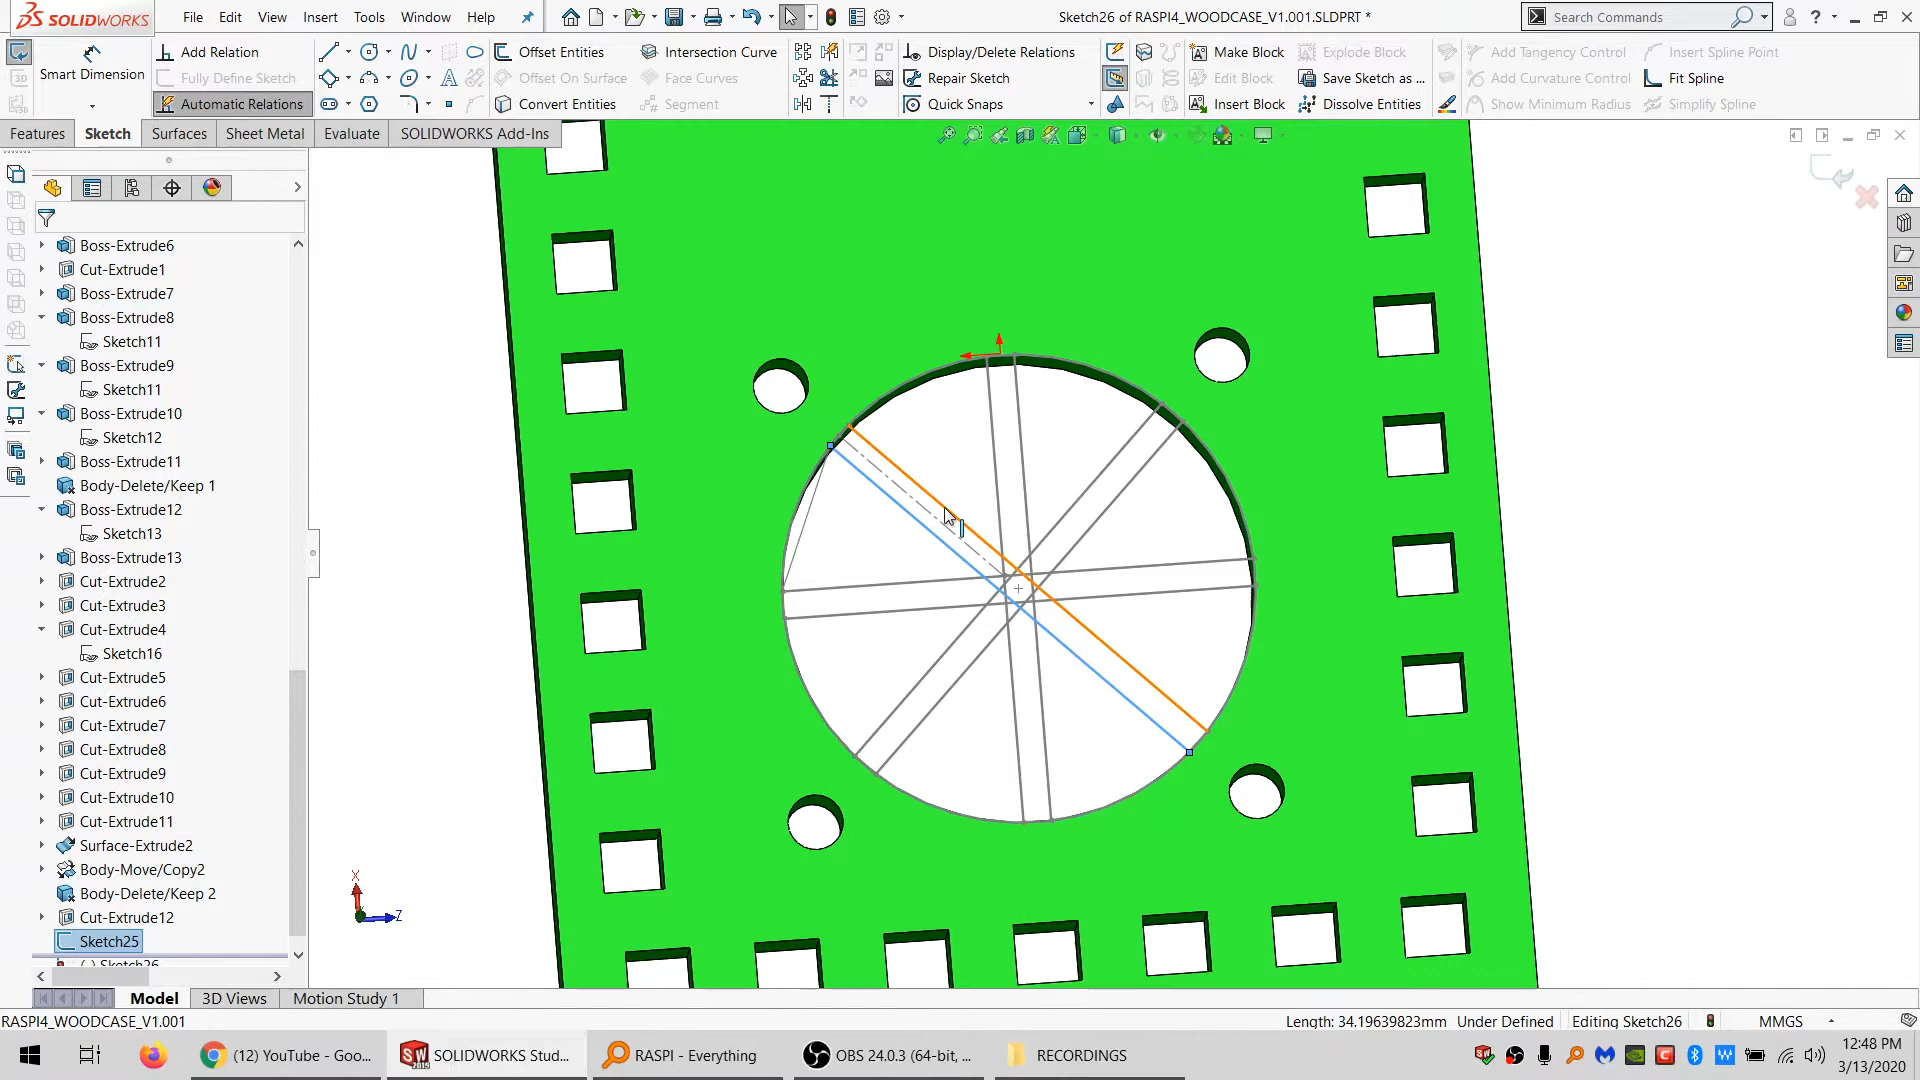 SOLIDWORKS File Edit View Insert Tools Window Help
Sketch26 of RASPI4_WOODCASE_V1.001.SLDPRT *
Search Commands
Smart Dimension
Add Relation
Fully Define Sketch
Automatic Relations
Offset Entities
Offset On Surface
Convert Entities
Intersection Curve
Face Curves
Segment
Display/Delete Relations
Repair Sketch
Quick Snaps
Make Block
Edit Block
Insert Block
Explode Block
Save Sketch as ...
Dissolve Entities
Add Tangency Control
Add Curvature Control
Show Minimum Radius
Insert Spline Point
Fit Spline
Simplify Spline
Features Sketch Surfaces Sheet Metal Evaluate SOLIDWORKS Add-Ins
Boss-Extrude6
Cut-Extrude1
Boss-Extrude7
Boss-Extrude8
Sketch11
Boss-Extrude9
Sketch11
Boss-Extrude10
Sketch12
Boss-Extrude11
Body-Delete/Keep 1
Boss-Extrude12
Sketch13
Boss-Extrude13
Cut-Extrude2
Cut-Extrude3
Cut-Extrude4
Sketch16
Cut-Extrude5
Cut-Extrude6
Cut-Extrude7
Cut-Extrude8
Cut-Extrude9
Cut-Extrude10
Cut-Extrude11
Surface-Extrude2
Body-Move/Copy2
Body-Delete/Keep 2
Cut-Extrude12
Sketch25
(-) Sketch26
X
Z
Model 3D Views Motion Study 1
RASPI4_WOODCASE_V1.001
Length: 34.19639823mm Under Defined Editing Sketch26 MMGS
(12) YouTube - Goo...
SOLIDWORKS Stud...
RASPI - Everything
OBS 24.0.3 (64-bit, ...
RECORDINGS
12:48 PM
3/13/2020